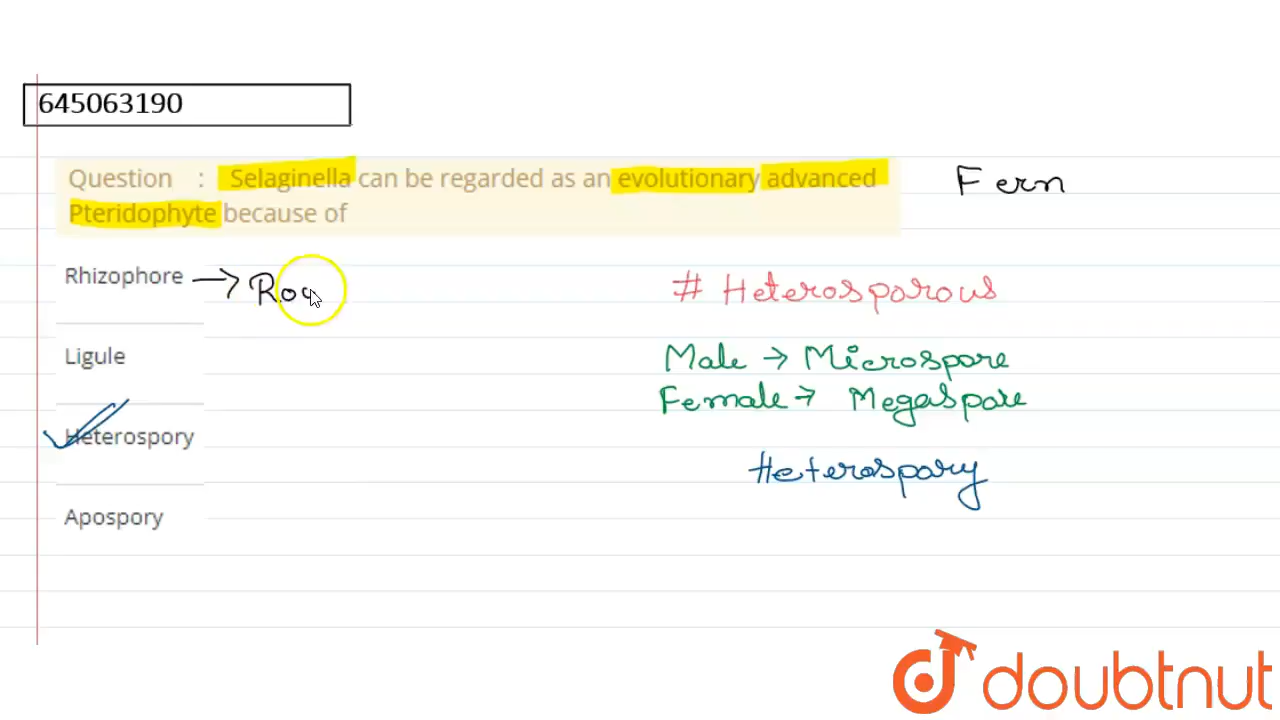 645063190
Question : Selaginella can be regarded as an evolutionary advanced
Pteridophyte because of
Fern
Rhizophore → Roo
# Heterosporous
Male → Microspore
Ligule
Female → Megaspore
Heterospory
Heterospory
Apospory
doubtnut